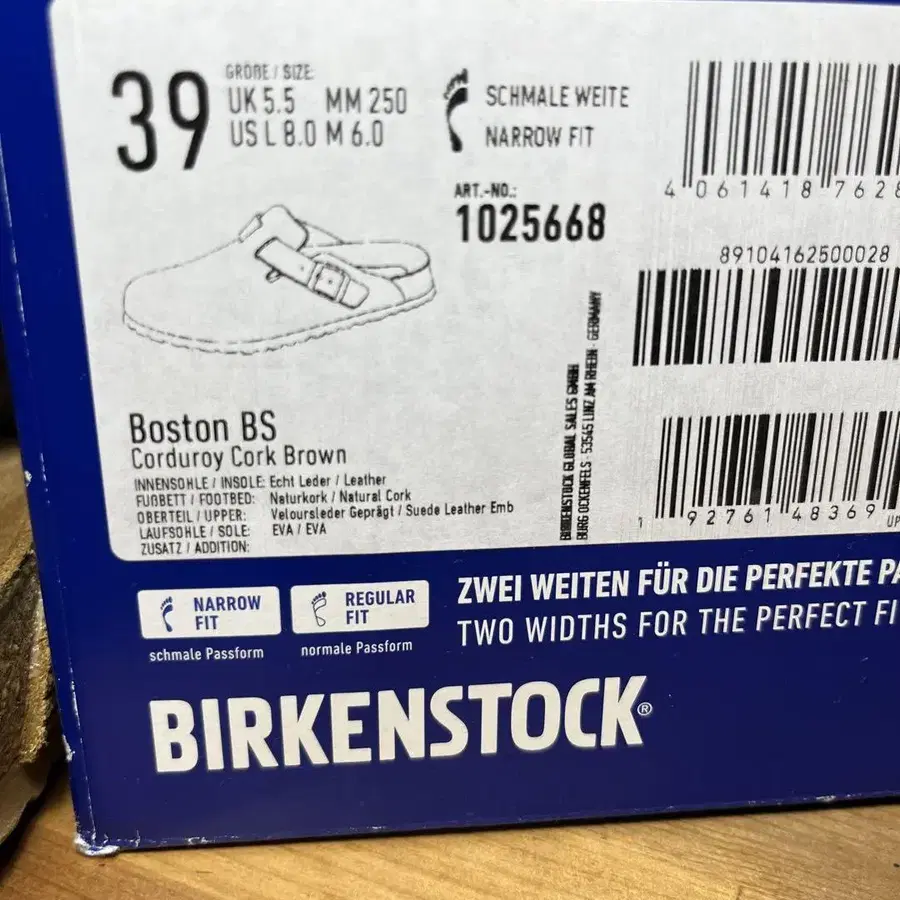 39
GRÖßE / SIZE:
UK 5.5 MM 250
US L 8.0 M 6.0
SCHMALE WEITE
NARROW FIT
ART.-NO.:
1025668
4 061418 7628
89104162500028
1 92761 48369
UP
BIRKENSTOCK GLOBAL SALES GMBH
BURG OCKENFELS · 53545 LINZ AM RHEIN · GERMANY
Boston BS
Corduroy Cork Brown
INNENSOHLE / INSOLE: Echt Leder / Leather
FUßBETT / FOOTBED: Naturkork / Natural Cork
OBERTEIL / UPPER: Veloursleder Geprägt / Suede Leather Emb
LAUFSOHLE / SOLE: EVA / EVA
ZUSATZ / ADDITION:
NARROW FIT
schmale Passform
REGULAR FIT
normale Passform
ZWEI WEITEN FÜR DIE PERFEKTE PA
TWO WIDTHS FOR THE PERFECT FI
BIRKENSTOCK®